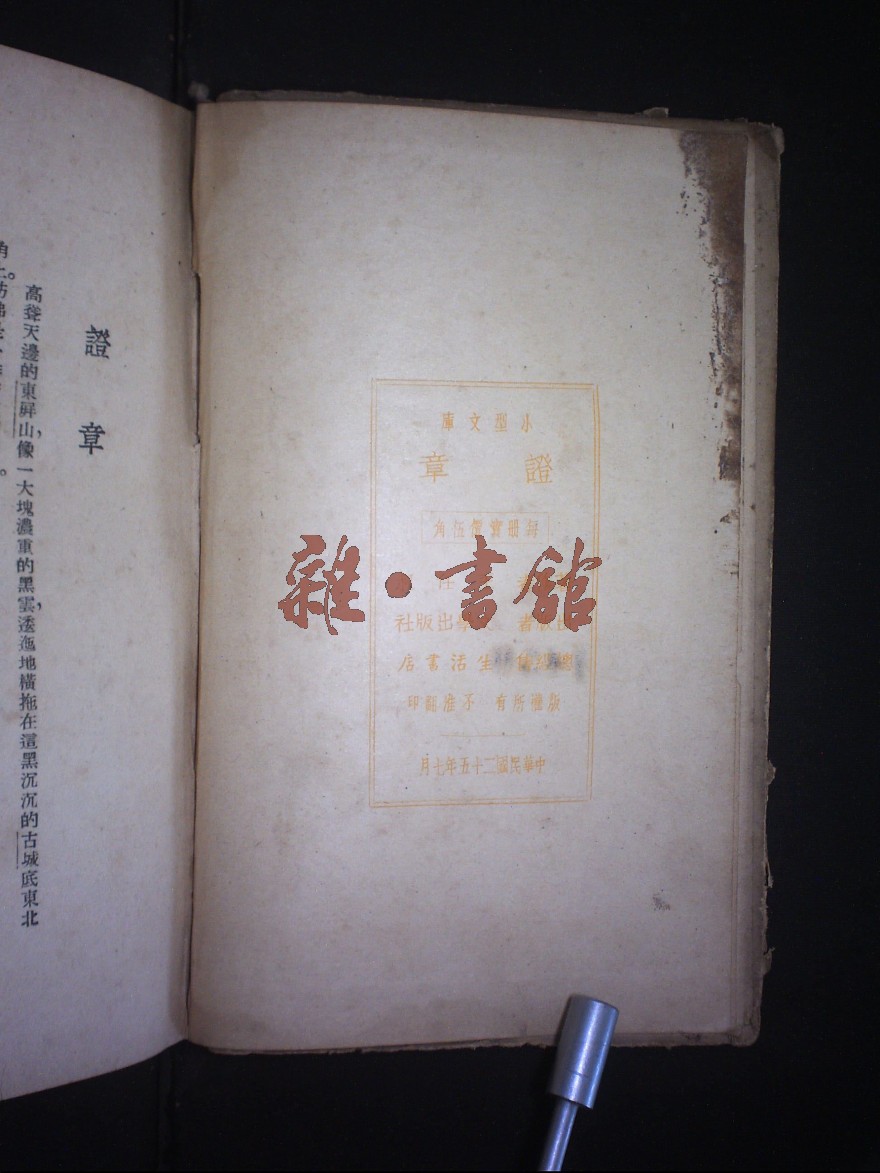 小型文庫
證章
每册實價伍角
出版社
生活書店
版權所有 不准翻印
中華民國二十五年七月
雜·書館
證章
高聳天邊的東屏山，像一大塊濃重的黑雲，逶迤地橫拖在這黑沉沉的古城底東北
角上。